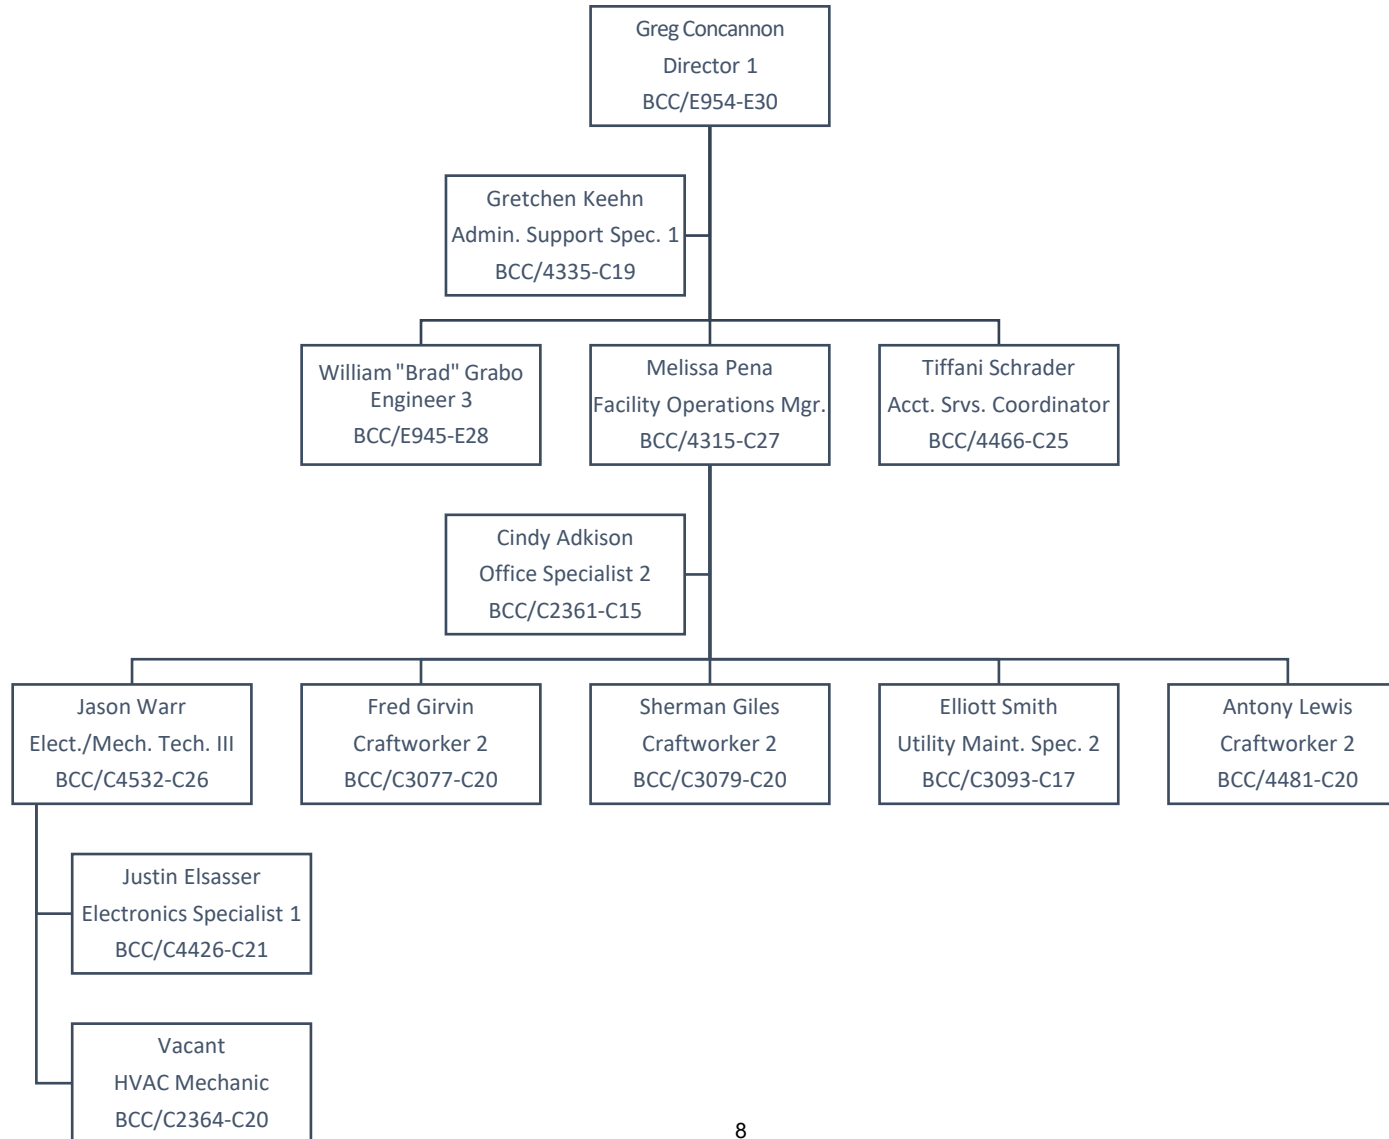 Greg Concannon
Director 1
BCC/E954-E30
Gretchen Keehn
Admin. Support Spec. 1
BCC/4335-C19
William "Brad" Grabo
Engineer 3
BCC/E945-E28
Melissa Pena
Facility Operations Mgr.
BCC/4315-C27
Tiffani Schrader
Acct. Srvs. Coordinator
BCC/4466-C25
Cindy Adkison
Office Specialist 2
BCC/C2361-C15
Jason Warr
Elect./Mech. Tech. III
BCC/C4532-C26
Fred Girvin
Craftworker 2
BCC/C3077-C20
Sherman Giles
Craftworker 2
BCC/C3079-C20
Elliott Smith
Utility Maint. Spec. 2
BCC/C3093-C17
Antony Lewis
Craftworker 2
BCC/4481-C20
Justin Elsasser
Electronics Specialist 1
BCC/C4426-C21
Vacant
HVAC Mechanic
BCC/C2364-C20
8